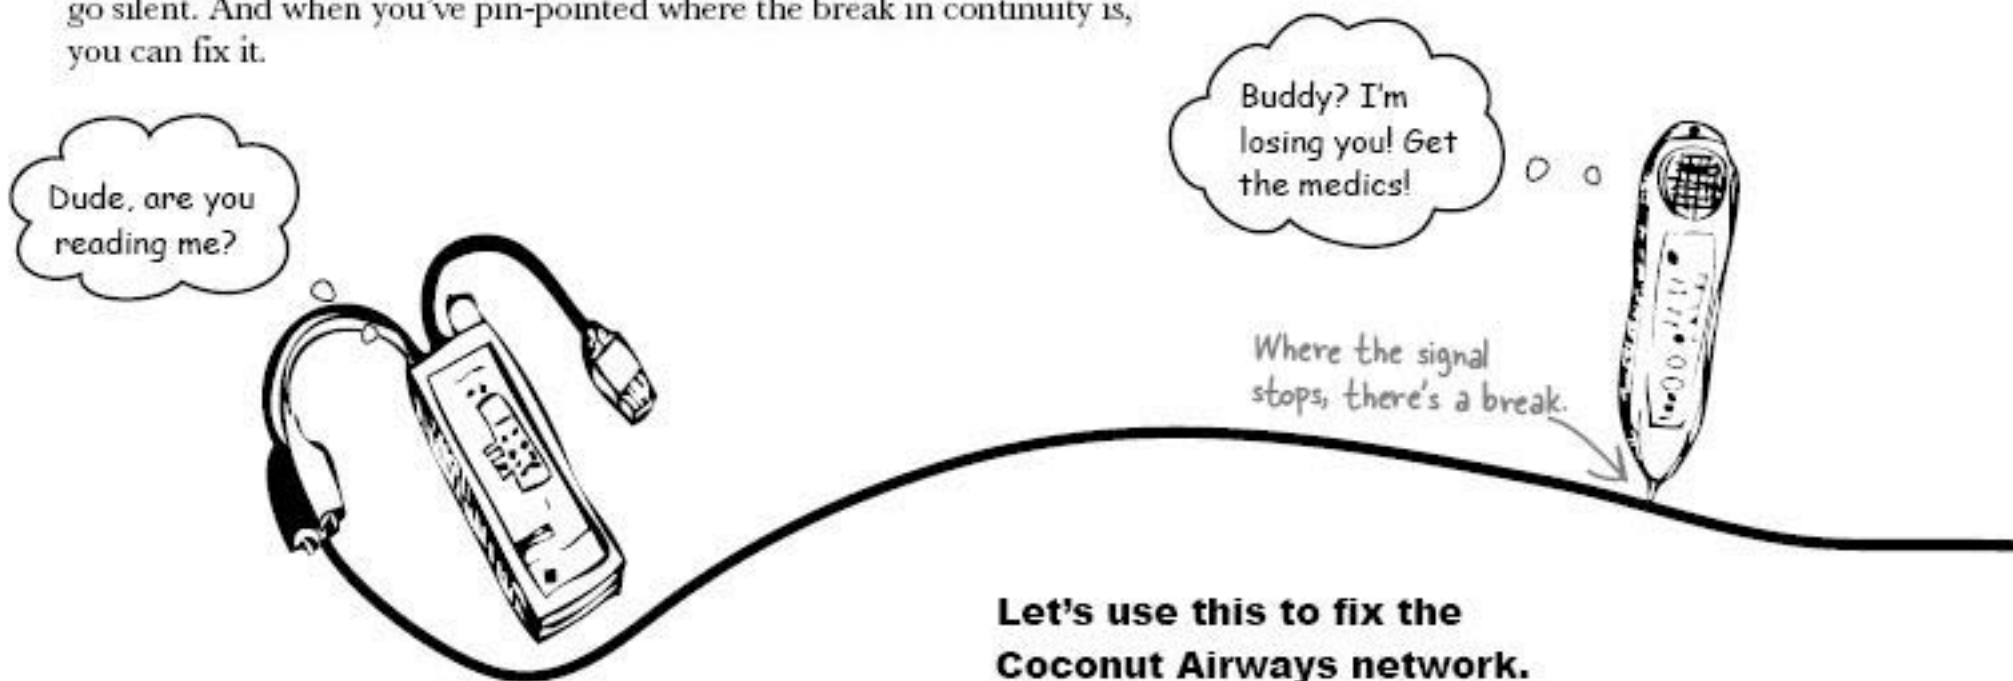 go silent. And when you've pin-pointed where the break in continuity is,
you can fix it.
Dude, are you
reading me?
Buddy? I'm
losing you! Get
the medics!
Where the signal
stops, there's a break.
Let's use this to fix the
Coconut Airways network.